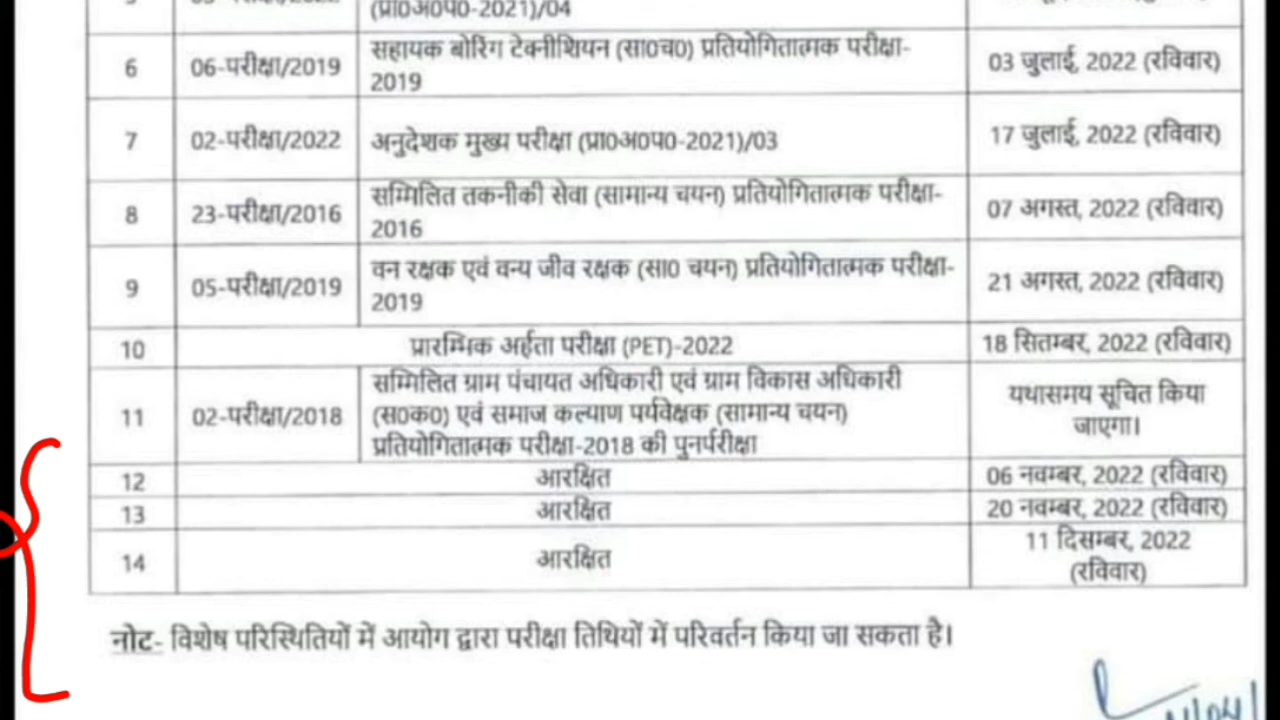 (प्रा0अ0प0-2021)/04
6 06-परीक्षा/2019 सहायक बोरिंग टेक्नीशियन (सा0च0) प्रतियोगितात्मक परीक्षा- 03 जुलाई, 2022 (रविवार)
2019
7 02-परीक्षा/2022 अनुदेशक मुख्य परीक्षा (प्रा0अ0प0-2021)/03 17 जुलाई, 2022 (रविवार)
8 23-परीक्षा/2016 सम्मिलित तकनीकी सेवा (सामान्य चयन) प्रतियोगितात्मक परीक्षा- 07 अगस्त, 2022 (रविवार)
2016
9 05-परीक्षा/2019 वन रक्षक एवं वन्य जीव रक्षक (सा0 चयन) प्रतियोगितात्मक परीक्षा- 21 अगस्त, 2022 (रविवार)
2019
10 प्रारम्भिक अर्हता परीक्षा (PET)-2022 18 सितम्बर, 2022 (रविवार)
11 02-परीक्षा/2018 सम्मिलित ग्राम पंचायत अधिकारी एवं ग्राम विकास अधिकारी यथासमय सूचित किया
(स0क0) एवं समाज कल्याण पर्यवेक्षक (सामान्य चयन) जाएगा।
प्रतियोगितात्मक परीक्षा-2018 की पुनर्परीक्षा
12 आरक्षित 06 नवम्बर, 2022 (रविवार)
13 आरक्षित 20 नवम्बर, 2022 (रविवार)
14 आरक्षित 11 दिसम्बर, 2022
(रविवार)
नोट- विशेष परिस्थितियों में आयोग द्वारा परीक्षा तिथियों में परिवर्तन किया जा सकता है।